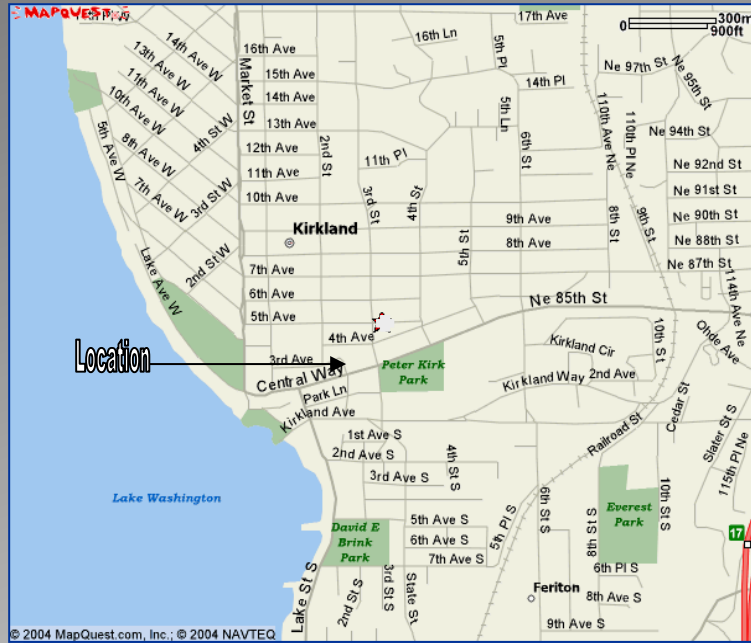 MAPQUEST
17th Ave
0 300m
900ft
16th Ln
5th Pl
14th Ave W
13th Ave W
16th Ave
Ne 97th St
Ne 95th St
11th Ave W
Market St
15th Ave
14th Pl
10th Ave W
14th Ave
5th Ln
110th Ave Ne
110th Pl Ne
5th Ave W
4th St W
13th Ave
6th St
Ne 94th St
8th Ave W
12th Ave
2nd St
11th Pl
Ne 92nd St
7th Ave W
3rd St W
11th Ave
3rd St
4th St
Ne 91st St
10th Ave
9th Ave
8th St
9th St
Ne 90th St
Kirkland
8th Ave
5th St
Ne 88th St
2nd St W
Lake Ave W
7th Ave
Ne 87th St
114th Ave Ne
6th Ave
Ne 85th St
5th Ave
4th Ave
Kirkland Cir
10th St
Ohde Ave
Location
3rd Ave
Central Way
Peter Kirk
Park
Kirkland Way
2nd Ave
Park Ln
Cedar St
Kirkland Ave
Railroad St
Slater St S
1st Ave S
2nd Ave S
4th St S
115th Pl Ne
3rd Ave S
Lake Washington
6th St S
8th St S
10th St S
Everest
Park
David E
Brink
Park
5th Ave S
5th Pl S
6th Ave S
17
7th Ave S
Lake St S
2nd St S
3rd St S
State St
6th Pl S
Feriton
8th Ave S
9th Ave S
© 2004 MapQuest.com, Inc.; © 2004 NAVTEQ